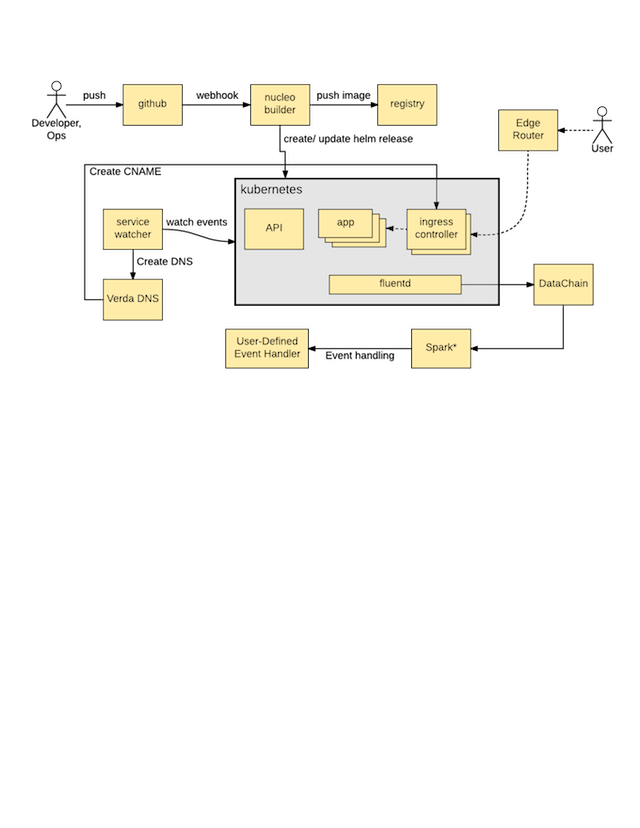 push
github
webhook
nucleo
builder
push image
registry
Developer,
Ops
create/ update helm release
Edge
Router
User
Create CNAME
kubernetes
service
watcher
watch events
API
app
ingress
controller
Create DNS
Verda DNS
fluentd
DataChain
User-Defined
Event Handler
Event handling
Spark*